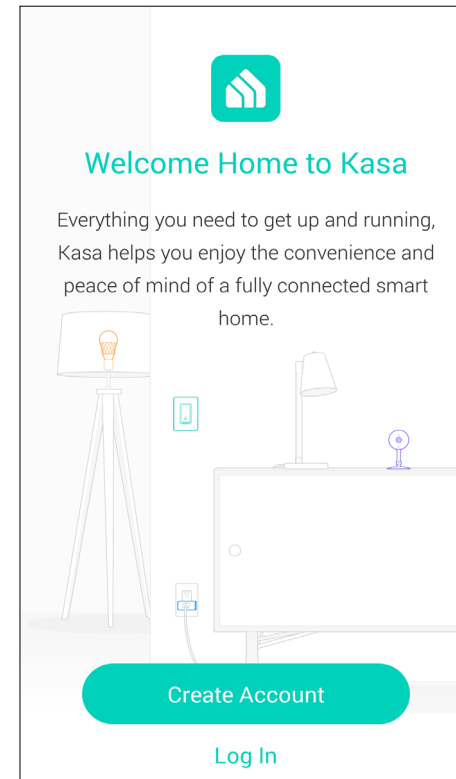 Welcome Home to Kasa
Everything you need to get up and running,
Kasa helps you enjoy the convenience and
peace of mind of a fully connected smart
home.
Create Account
Log In